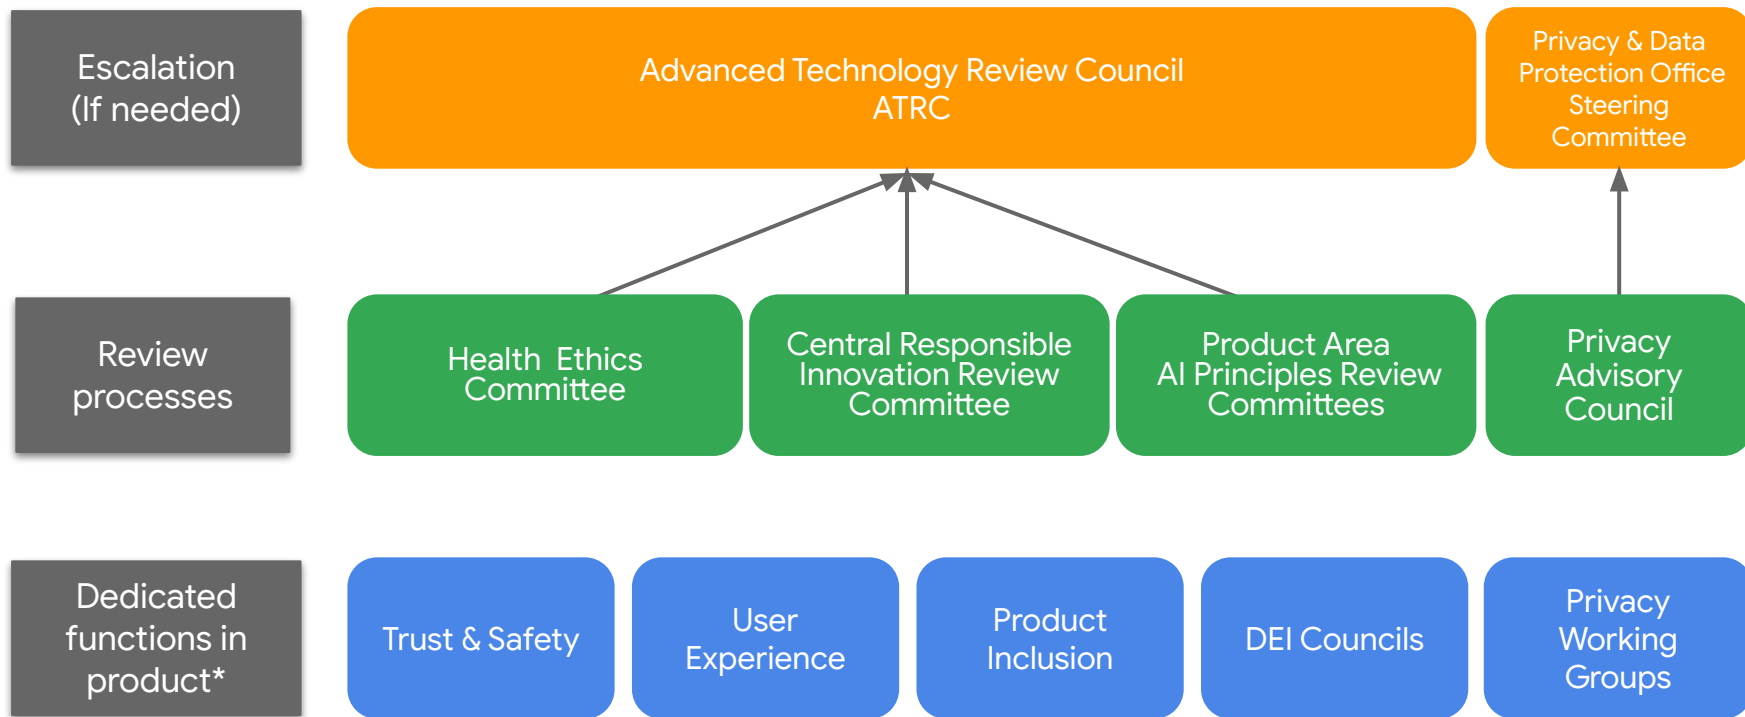 Escalation
(If needed)
Advanced Technology Review Council
ATRC
Privacy & Data
Protection Office
Steering
Committee
Review
processes
Health Ethics
Committee
Central Responsible
Innovation Review
Committee
Product Area
AI Principles Review
Committees
Privacy
Advisory
Council
Dedicated
functions in
product*
Trust & Safety
User
Experience
Product
Inclusion
DEI Councils
Privacy
Working
Groups